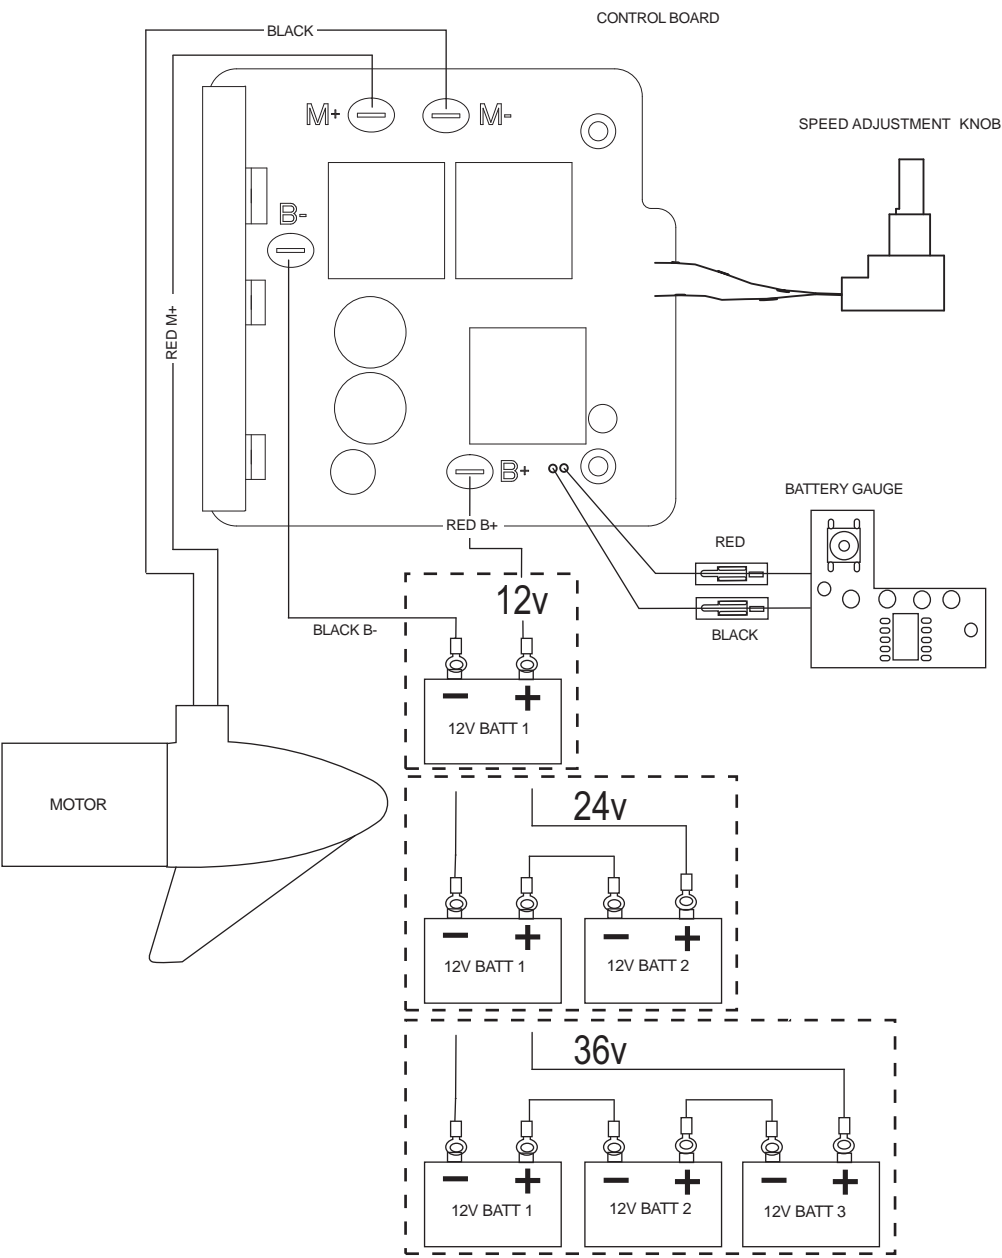 CONTROL BOARD
BLACK
M+
M-
SPEED ADJUSTMENT KNOB
B-
RED M+
B+
BATTERY GAUGE
RED B+
RED
12v
BLACK B-
BLACK
- +
12V BATT 1
MOTOR
24v
- + - +
12V BATT 1 12V BATT 2
36v
- + - + - +
12V BATT 1 12V BATT 2 12V BATT 3